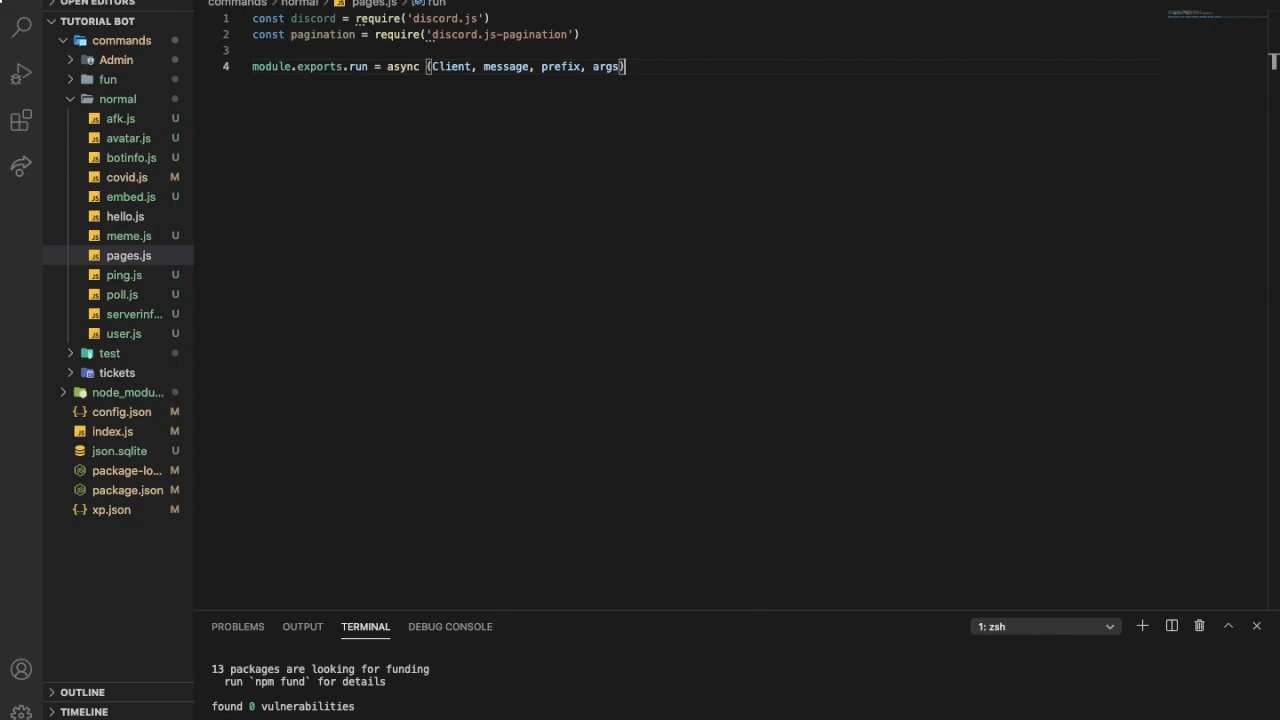 OPEN EDITORS
TUTORIAL BOT
commands
Admin
fun
normal
afk.js U
avatar.js U
botinfo.js U
covid.js M
embed.js U
hello.js
meme.js U
pages.js
ping.js U
poll.js U
serverinf... U
user.js U
test
tickets
node_modu...
config.json M
index.js M
json.sqlite U
package-lo... M
package.json M
xp.json M
OUTLINE
TIMELINE
commands > normal > pages.js > run
1 const discord = require('discord.js')
2 const pagination = require('discord.js-pagination')
3
4 module.exports.run = async (Client, message, prefix, args)
PROBLEMS OUTPUT TERMINAL DEBUG CONSOLE 1: zsh
13 packages are looking for funding
run `npm fund` for details
found 0 vulnerabilities